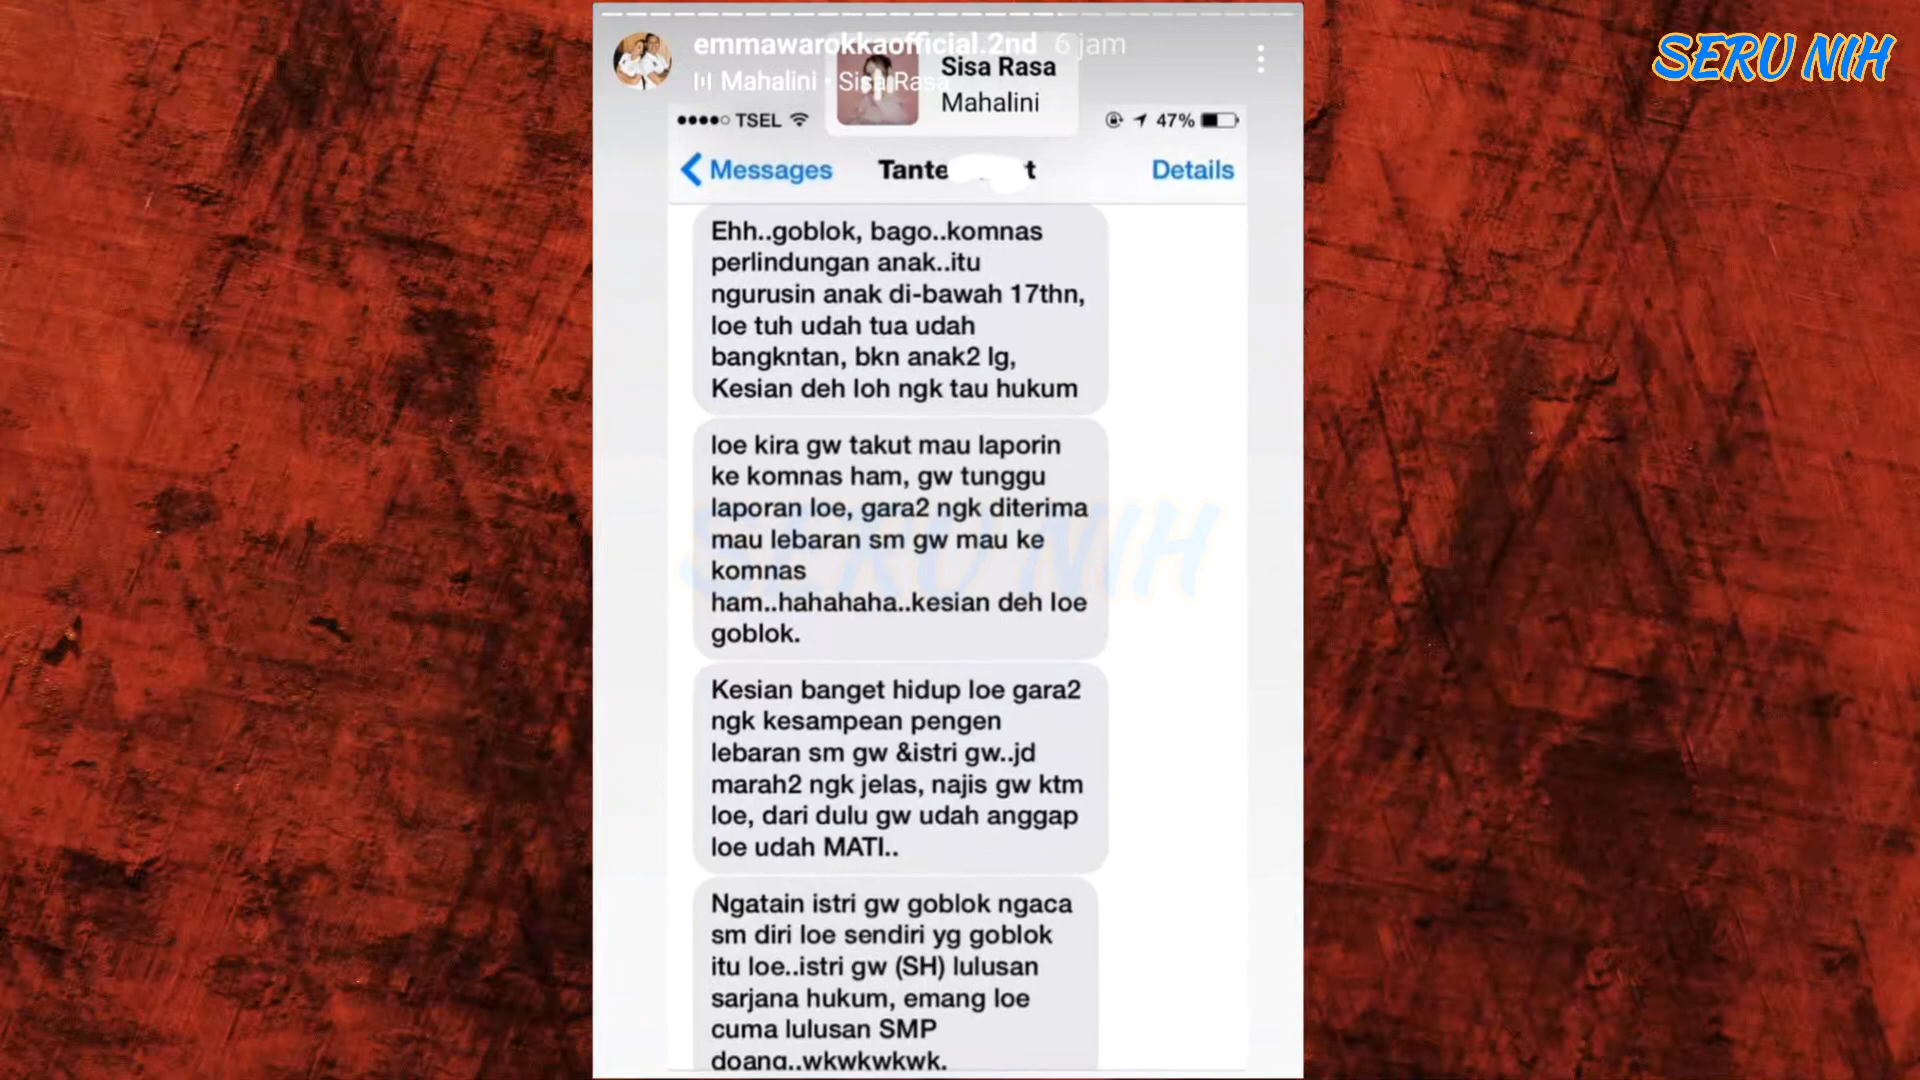 emmawarokkaofficial.2nd 6 jam
Mahalini • Sisa Rasa
Sisa Rasa
Mahalini
SERU NIH
TSEL 47%
Messages Tante t Details
Ehh..goblok, bago..komnas
perlindungan anak..itu
ngurusin anak di-bawah 17thn,
loe tuh udah tua udah
bangkntan, bkn anak2 lg,
Kesian deh loh ngk tau hukum
loe kira gw takut mau laporin
ke komnas ham, gw tunggu
laporan loe, gara2 ngk diterima
mau lebaran sm gw mau ke
komnas
ham..hahahaha..kesian deh loe
goblok.
SERU NIH
Kesian banget hidup loe gara2
ngk kesampean pengen
lebaran sm gw &istri gw..jd
marah2 ngk jelas, najis gw ktm
loe, dari dulu gw udah anggap
loe udah MATI..
Ngatain istri gw goblok ngaca
sm diri loe sendiri yg goblok
itu loe..istri gw (SH) lulusan
sarjana hukum, emang loe
cuma lulusan SMP
doang..wkwkwkwk.